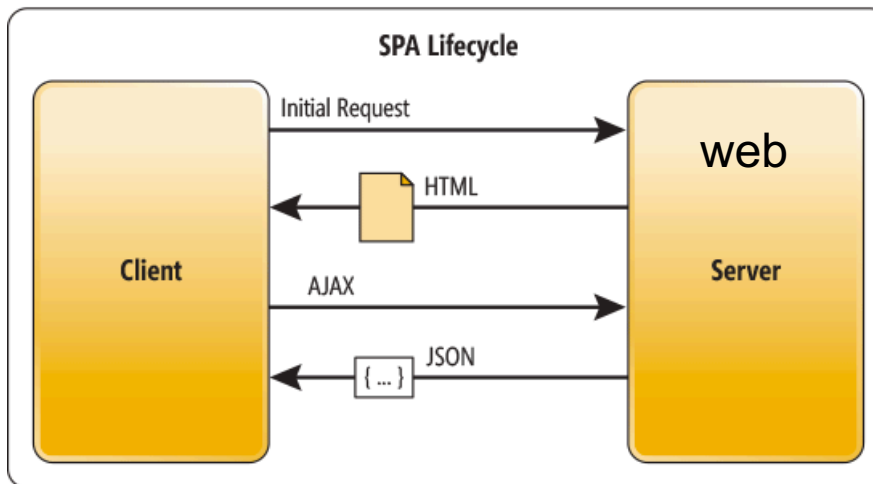 SPA Lifecycle
Initial Request
web
HTML
Client
Server
AJAX
JSON
{ ... }